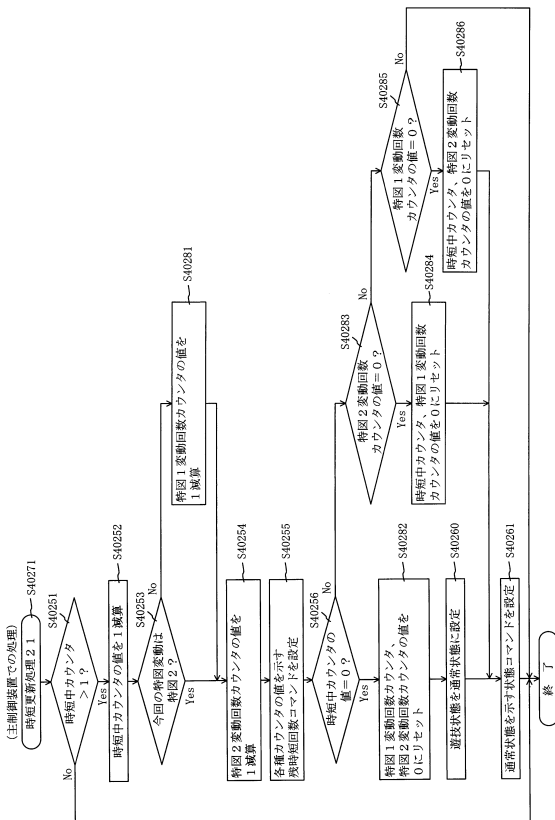 (主制御装置での処理)
時短更新処理21
S40271
S40251
時短中カウンタ
>1?
No
Yes
S40252
時短中カウンタの値を1減算
S40253
今回の特図変動は
特図2?
No
Yes
S40281
特図1変動回数カウンタの値を
1減算
S40254
特図2変動回数カウンタの値を
1減算
S40255
各種カウンタの値を示す
残時短回数コマンドを設定
S40256
時短中カウンタの
値=0?
No
Yes
S40282
特図1変動回数カウンタ、
特図2変動回数カウンタの値を
0にリセット
S40283
特図2変動回数
カウンタの値=0?
No
Yes
S40284
時短中カウンタ、特図1変動回数
カウンタの値を0にリセット
S40285
特図1変動回数
カウンタの値=0?
No
Yes
S40286
時短中カウンタ、特図2変動回数
カウンタの値を0にリセット
S40260
遊技状態を通常状態に設定
S40261
通常状態を示す状態コマンドを設定
終了